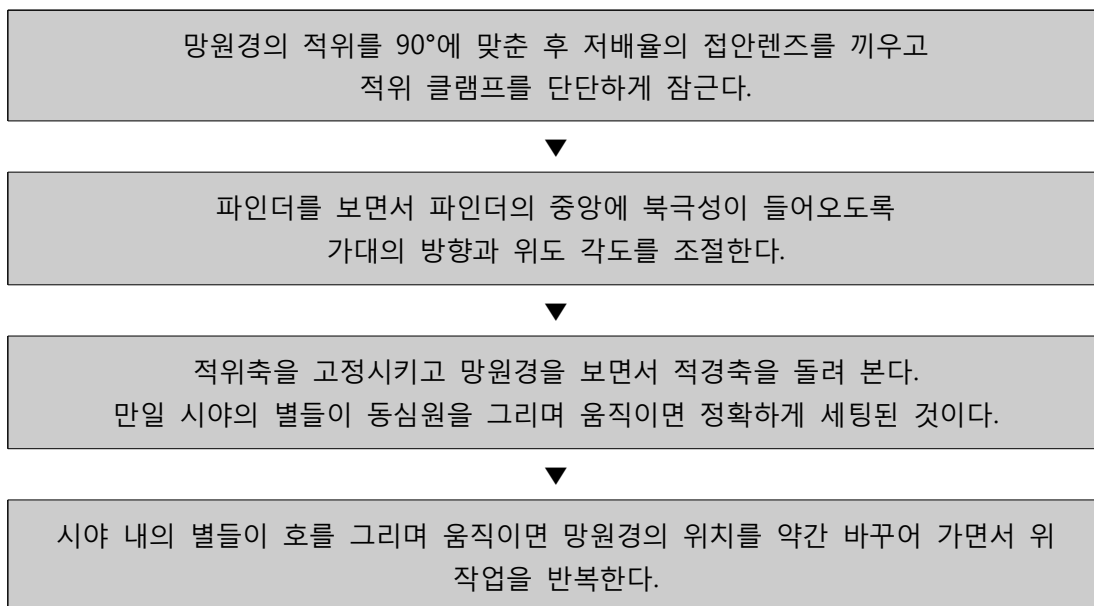 망원경의 적위를 90°에 맞춘 후 저배율의 접안렌즈를 끼우고
적위 클램프를 단단하게 잠근다.
▼
파인더를 보면서 파인더의 중앙에 북극성이 들어오도록
가대의 방향과 위도 각도를 조절한다.
▼
적위축을 고정시키고 망원경을 보면서 적경축을 돌려 본다.
만일 시야의 별들이 동심원을 그리며 움직이면 정확하게 세팅된 것이다.
▼
시야 내의 별들이 호를 그리며 움직이면 망원경의 위치를 약간 바꾸어 가면서 위
작업을 반복한다.